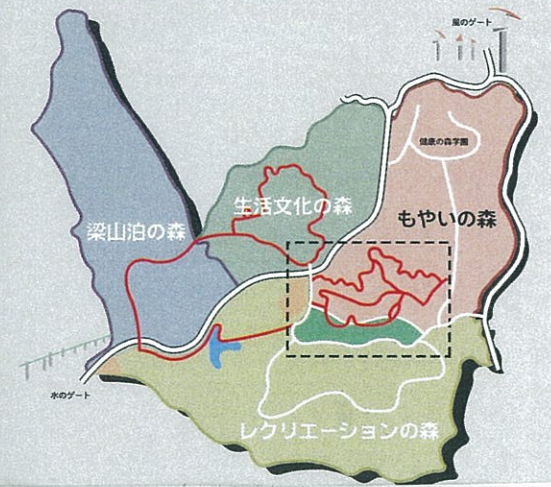 風のゲート
健康の森学園
生活文化の森
もやいの森
梁山泊の森
水のゲート
レクリエーションの森